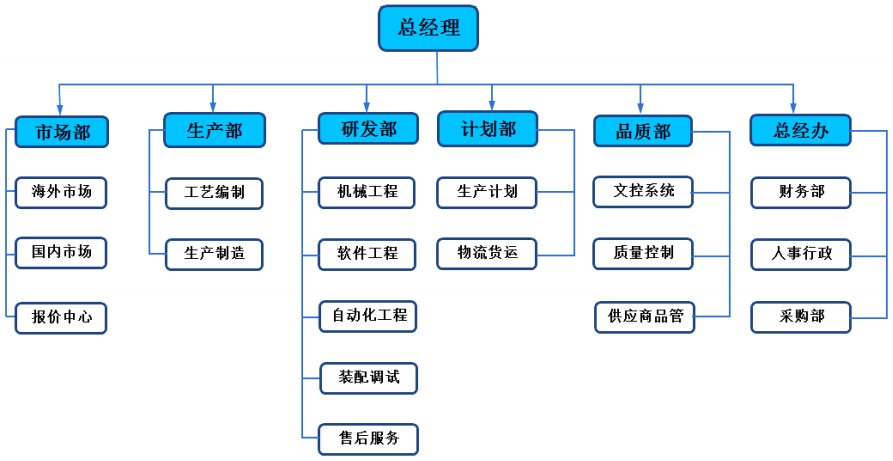 总经理
市场部
生产部
研发部
计划部
品质部
总经办
海外市场
工艺编制
机械工程
生产计划
文控系统
财务部
国内市场
生产制造
软件工程
物流货运
质量控制
人事行政
报价中心
自动化工程
供应商品管
采购部
装配调试
售后服务